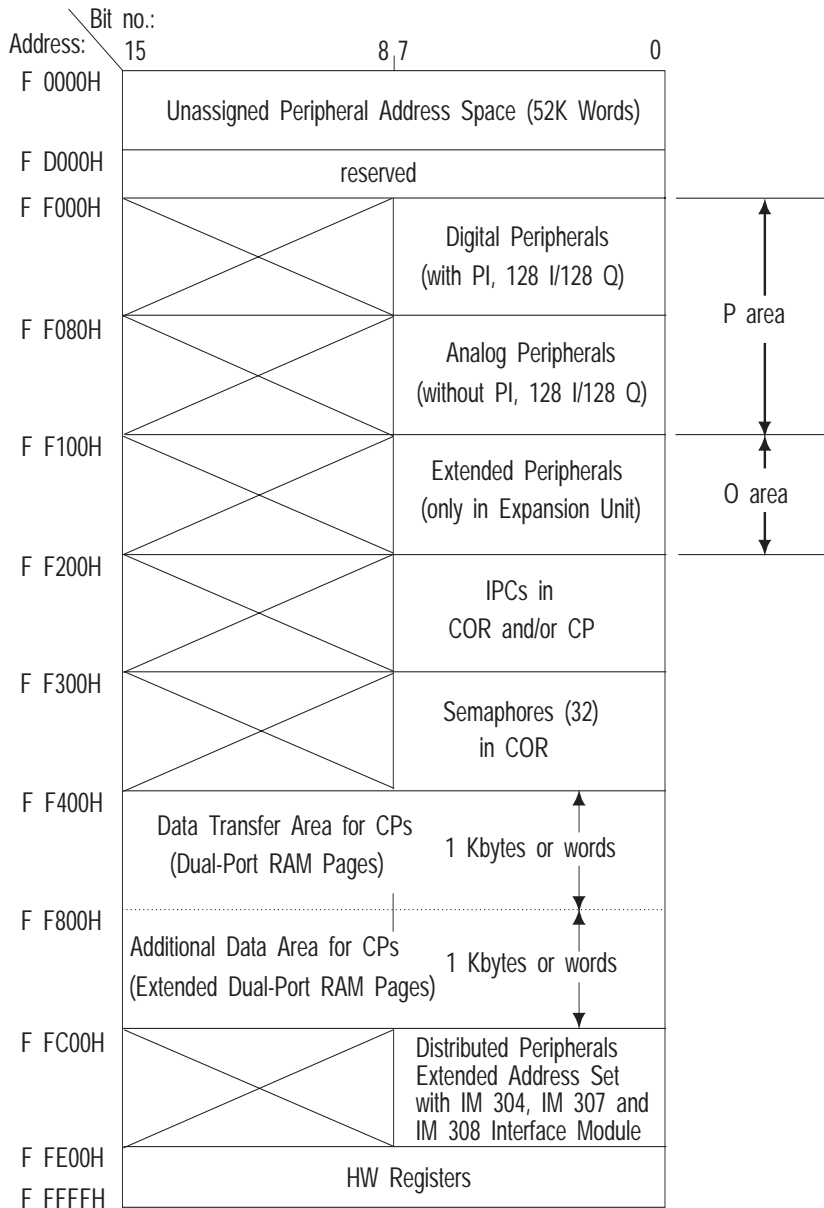 Bit no.:
Address: 15 8 7 0
F 0000H
Unassigned Peripheral Address Space (52K Words)
F D000H
reserved
F F000H
Digital Peripherals
(with PI, 128 I/128 Q)
P area
F F080H
Analog Peripherals
(without PI, 128 I/128 Q)
F F100H
Extended Peripherals
(only in Expansion Unit)
O area
F F200H
IPCs in
COR and/or CP
F F300H
Semaphores (32)
in COR
F F400H
Data Transfer Area for CPs
(Dual-Port RAM Pages)
1 Kbytes or words
F F800H
Additional Data Area for CPs
(Extended Dual-Port RAM Pages)
1 Kbytes or words
F FC00H
Distributed Peripherals
Extended Address Set
with IM 304, IM 307 and
IM 308 Interface Module
F FE00H
HW Registers
F FFFFH